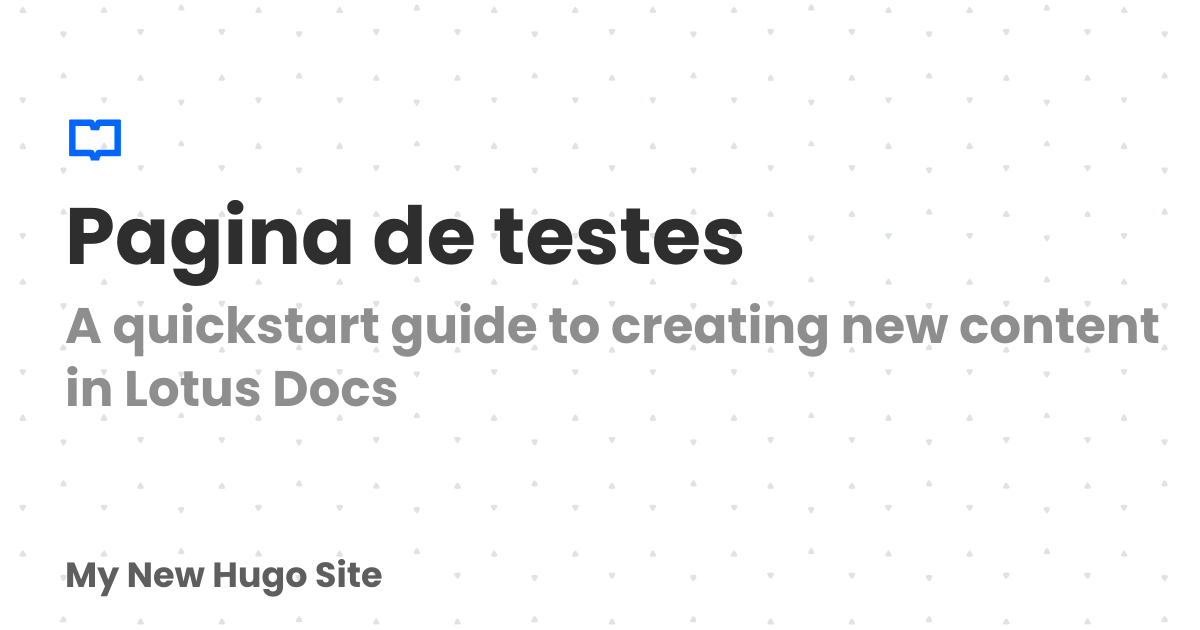 Pagina de testes
A quickstart guide to creating new content
in Lotus Docs
My New Hugo Site